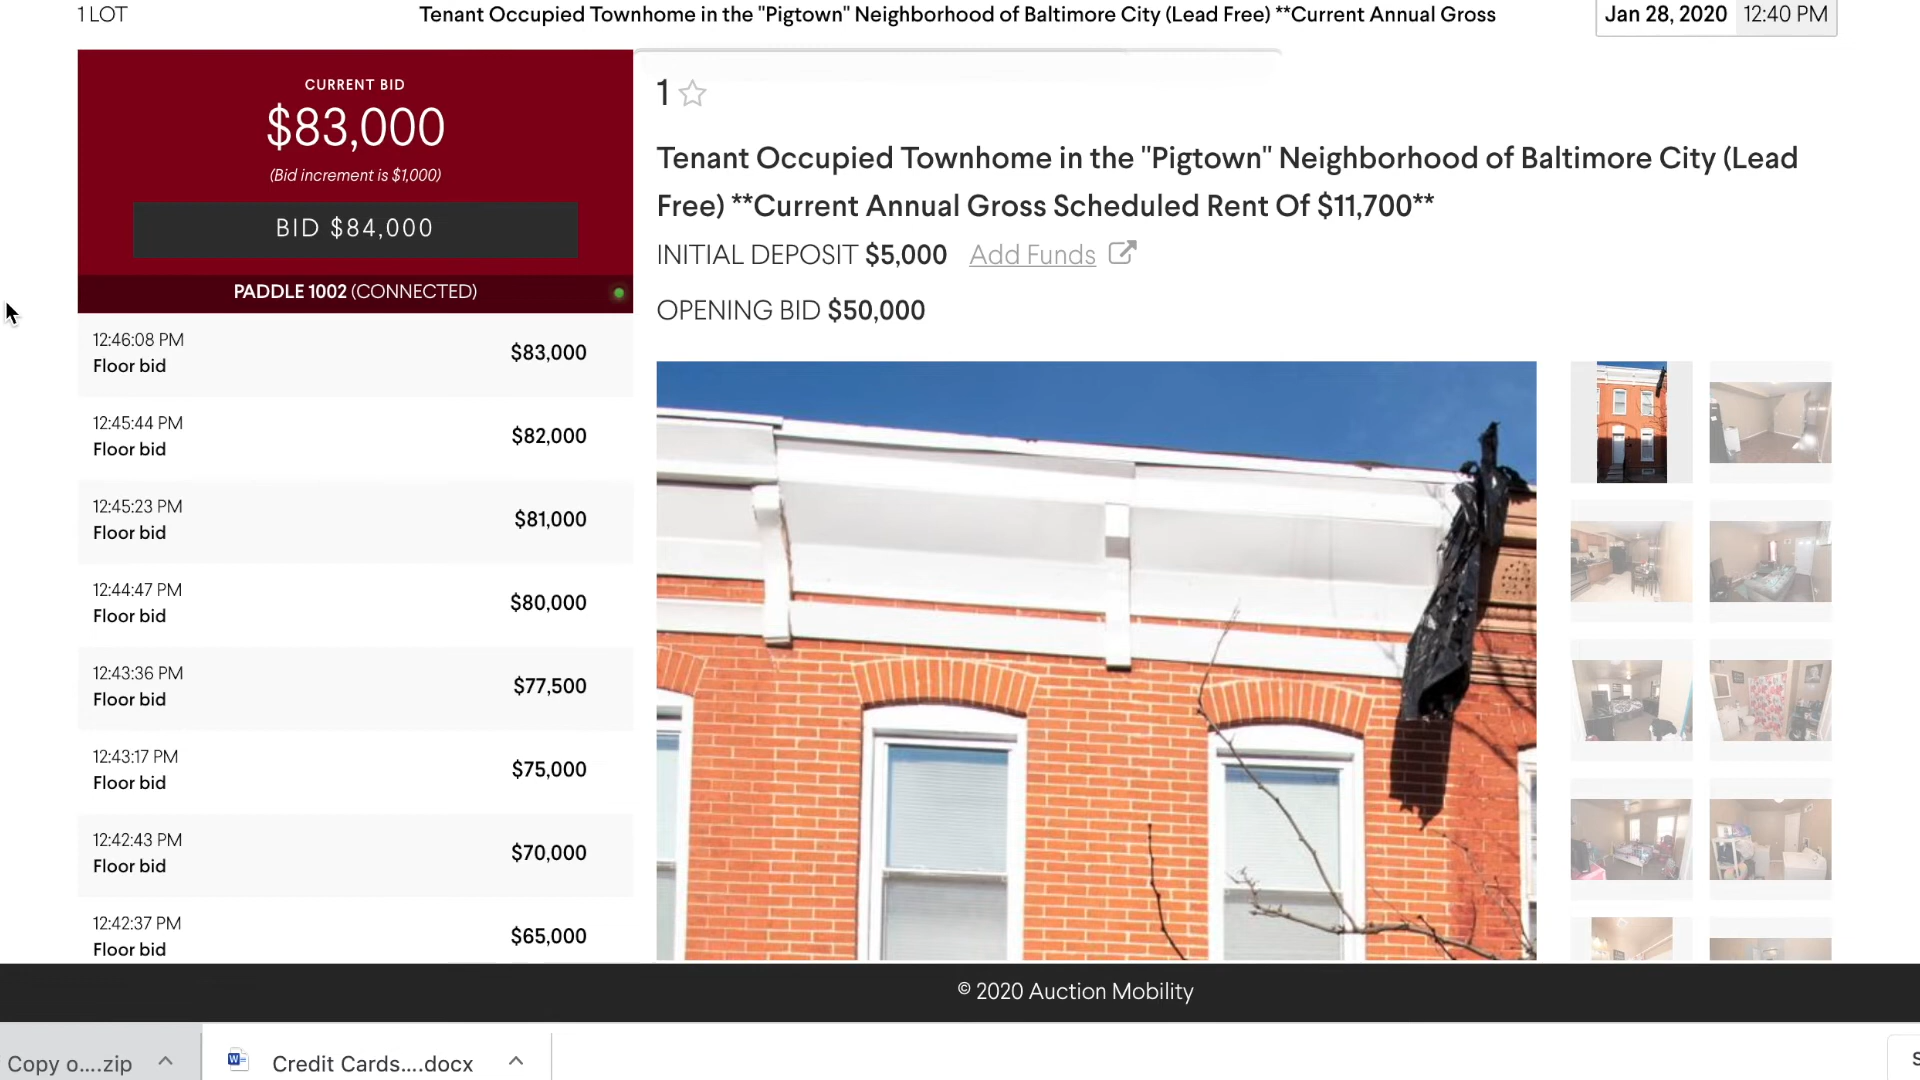 1 LOT
Tenant Occupied Townhome in the "Pigtown" Neighborhood of Baltimore City (Lead Free) **Current Annual Gross
Jan 28, 2020 12:40 PM
CURRENT BID
$83,000
(Bid increment is $1,000)
BID $84,000
PADDLE 1002 (CONNECTED)
12:46:08 PM
Floor bid
$83,000
12:45:44 PM
Floor bid
$82,000
12:45:23 PM
Floor bid
$81,000
12:44:47 PM
Floor bid
$80,000
12:43:36 PM
Floor bid
$77,500
12:43:17 PM
Floor bid
$75,000
12:42:43 PM
Floor bid
$70,000
12:42:37 PM
Floor bid
$65,000
1
Tenant Occupied Townhome in the "Pigtown" Neighborhood of Baltimore City (Lead
Free) **Current Annual Gross Scheduled Rent Of $11,700**
INITIAL DEPOSIT $5,000 Add Funds
OPENING BID $50,000
© 2020 Auction Mobility
Copy o....zip
W
Credit Cards....docx
S